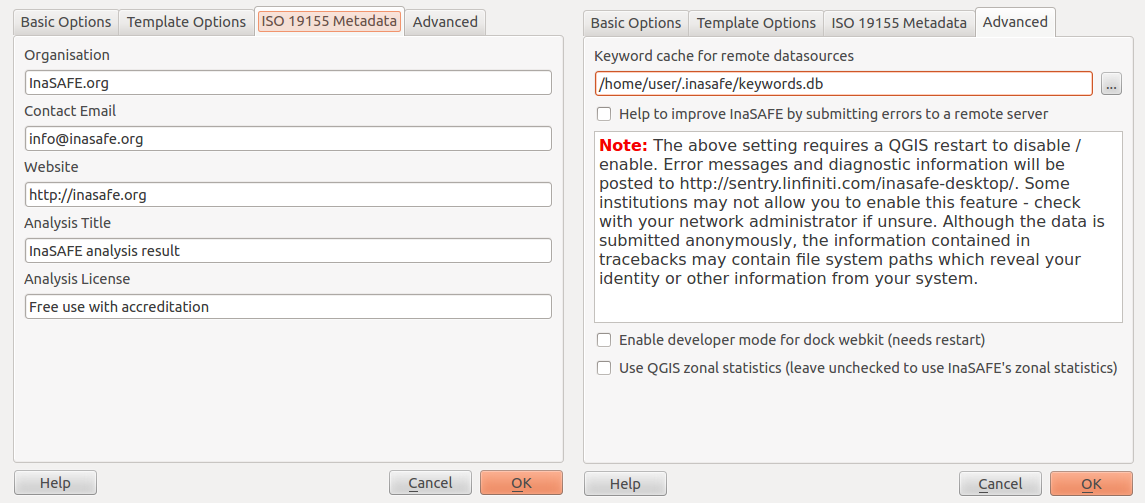 Basic Options Template Options ISO 19155 Metadata Advanced
Organisation
InaSAFE.org
Contact Email
info@inasafe.org
Website
http://inasafe.org
Analysis Title
InaSAFE analysis result
Analysis License
Free use with accreditation
Help Cancel OK
Basic Options Template Options ISO 19155 Metadata Advanced
Keyword cache for remote datasources
/home/user/.inasafe/keywords.db ...
Help to improve InaSAFE by submitting errors to a remote server
Note: The above setting requires a QGIS restart to disable /
enable. Error messages and diagnostic information will be
posted to http://sentry.linfiniti.com/inasafe-desktop/. Some
institutions may not allow you to enable this feature - check
with your network administrator if unsure. Although the data is
submitted anonymously, the information contained in
tracebacks may contain file system paths which reveal your
identity or other information from your system.
Enable developer mode for dock webkit (needs restart)
Use QGIS zonal statistics (leave unchecked to use InaSAFE's zonal statistics)
Help Cancel OK